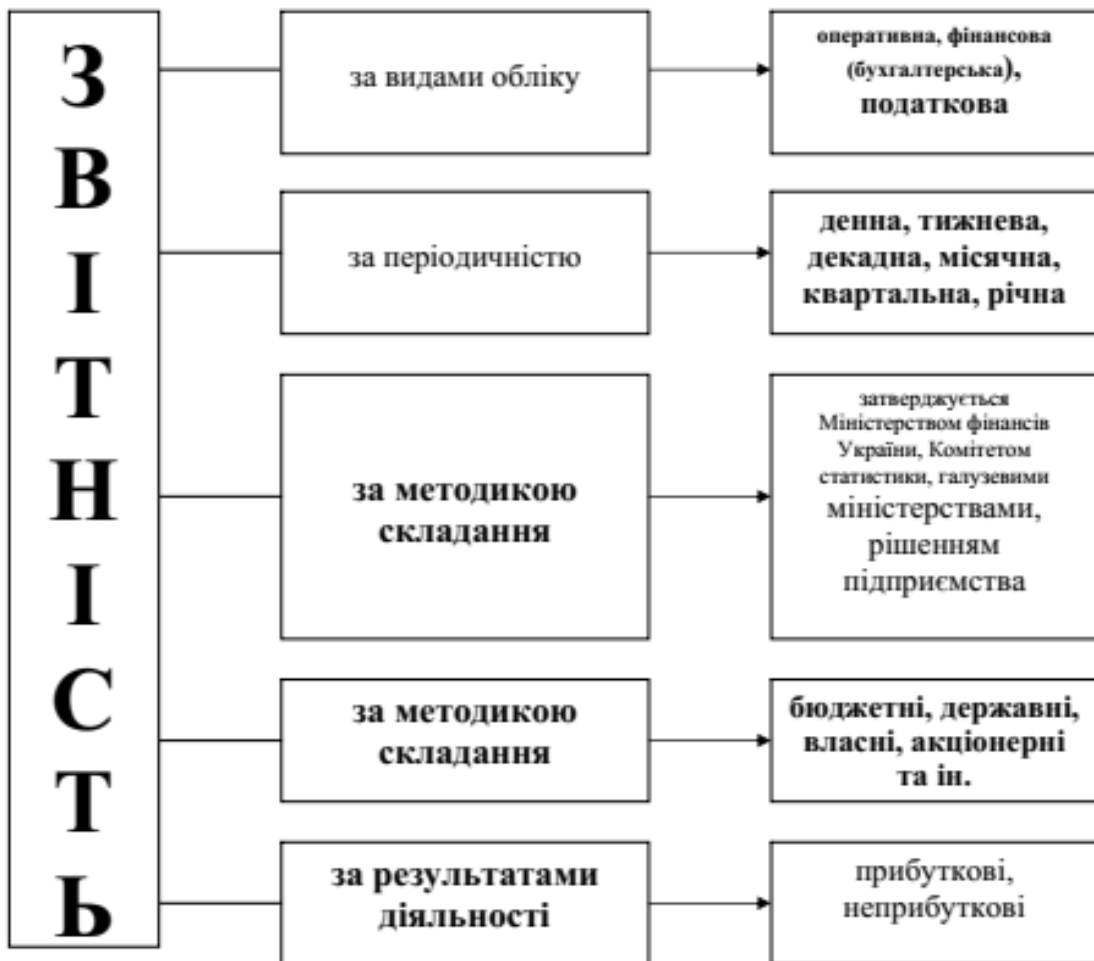 ЗВІТНІСТЬ
за видами обліку
оперативна, фінансова
(бухгалтерська),
податкова
за періодичністю
денна, тижнева,
декадна, місячна,
квартальна, річна
за методикою
складання
затверджується
Міністерством фінансів
України, Комітетом
статистики, галузевими
міністерствами,
рішенням
підприємства
за методикою
складання
бюджетні, державні,
власні, акціонерні
та ін.
за результатами
діяльності
прибуткові,
неприбуткові